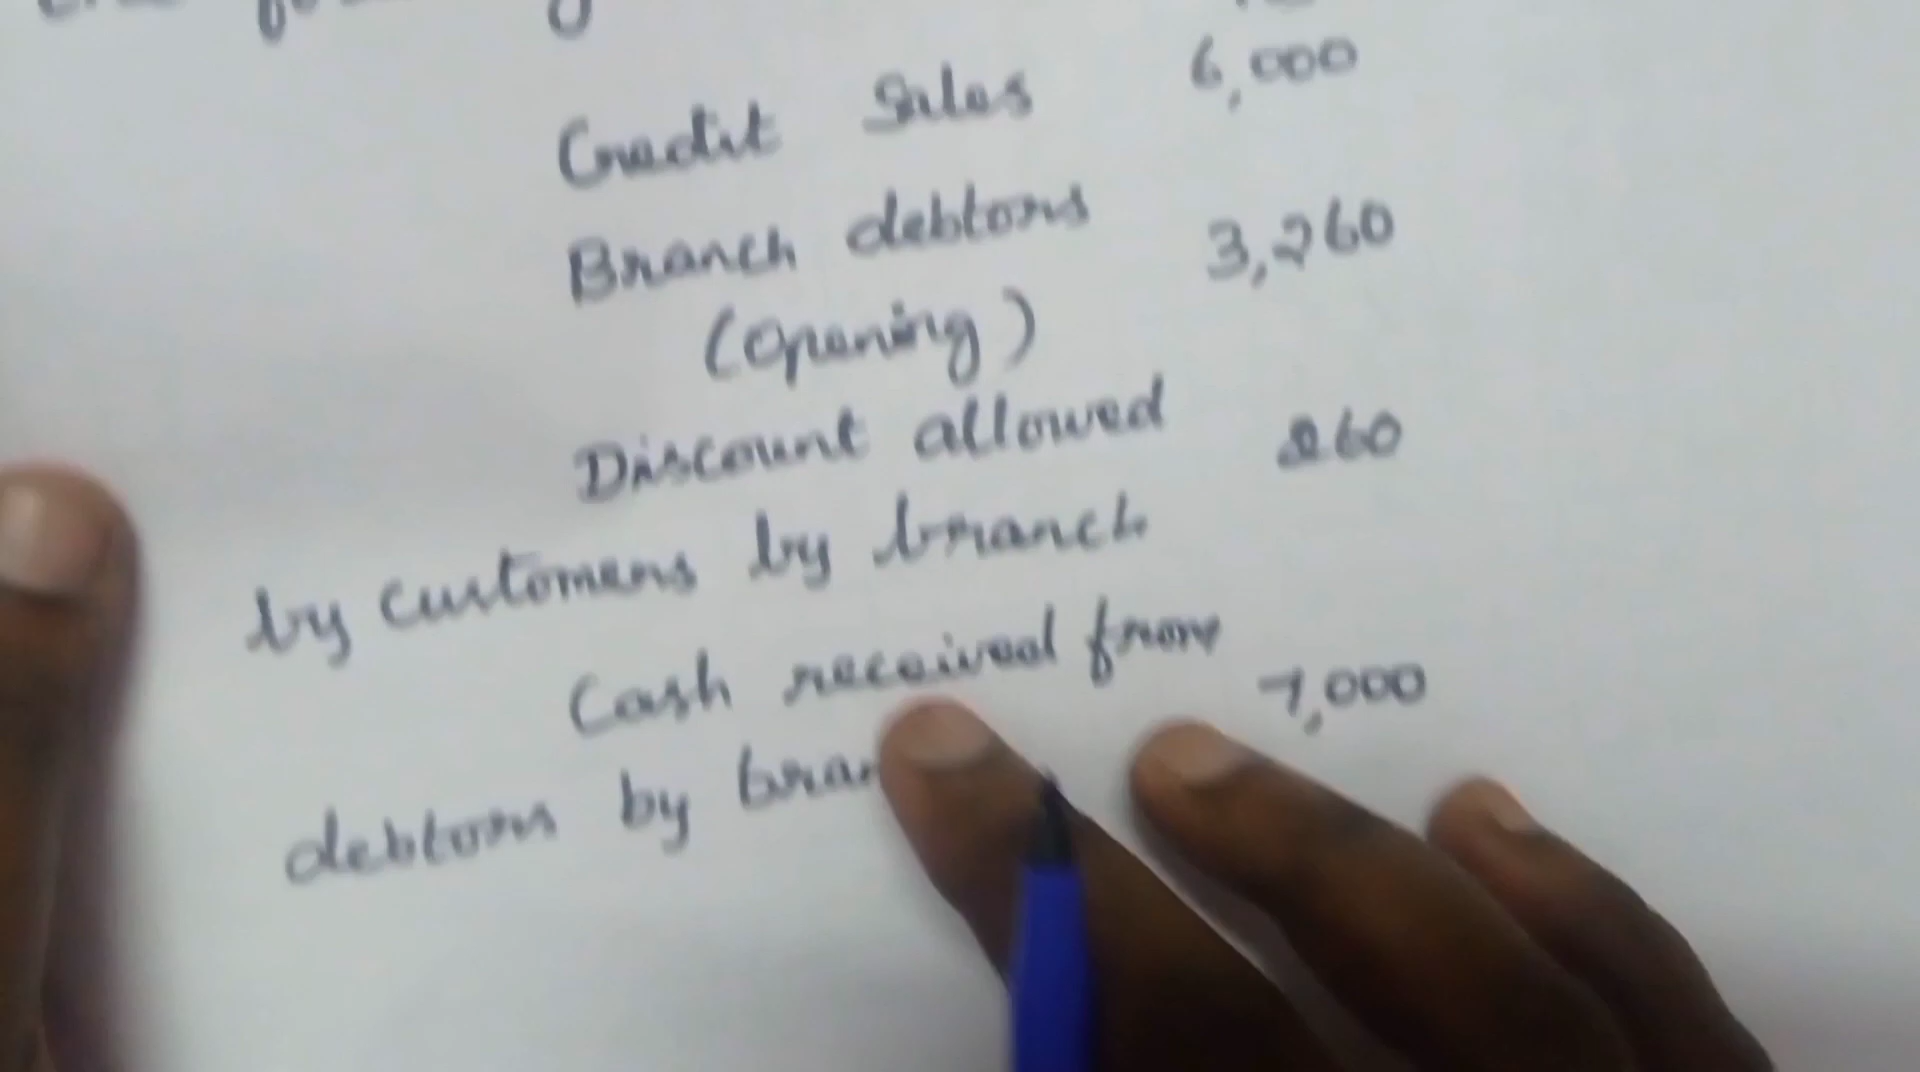 Credit Sales 6,000
Branch debtors 3,260
(Opening)
Discount allowed 260
by customers by branch
Cash received from 7,000
debtors by bran